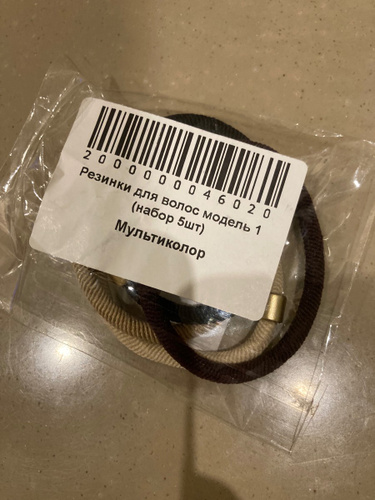 2000000046020
Резинки для волос модель 1
(набор 5шт)
Мультиколор